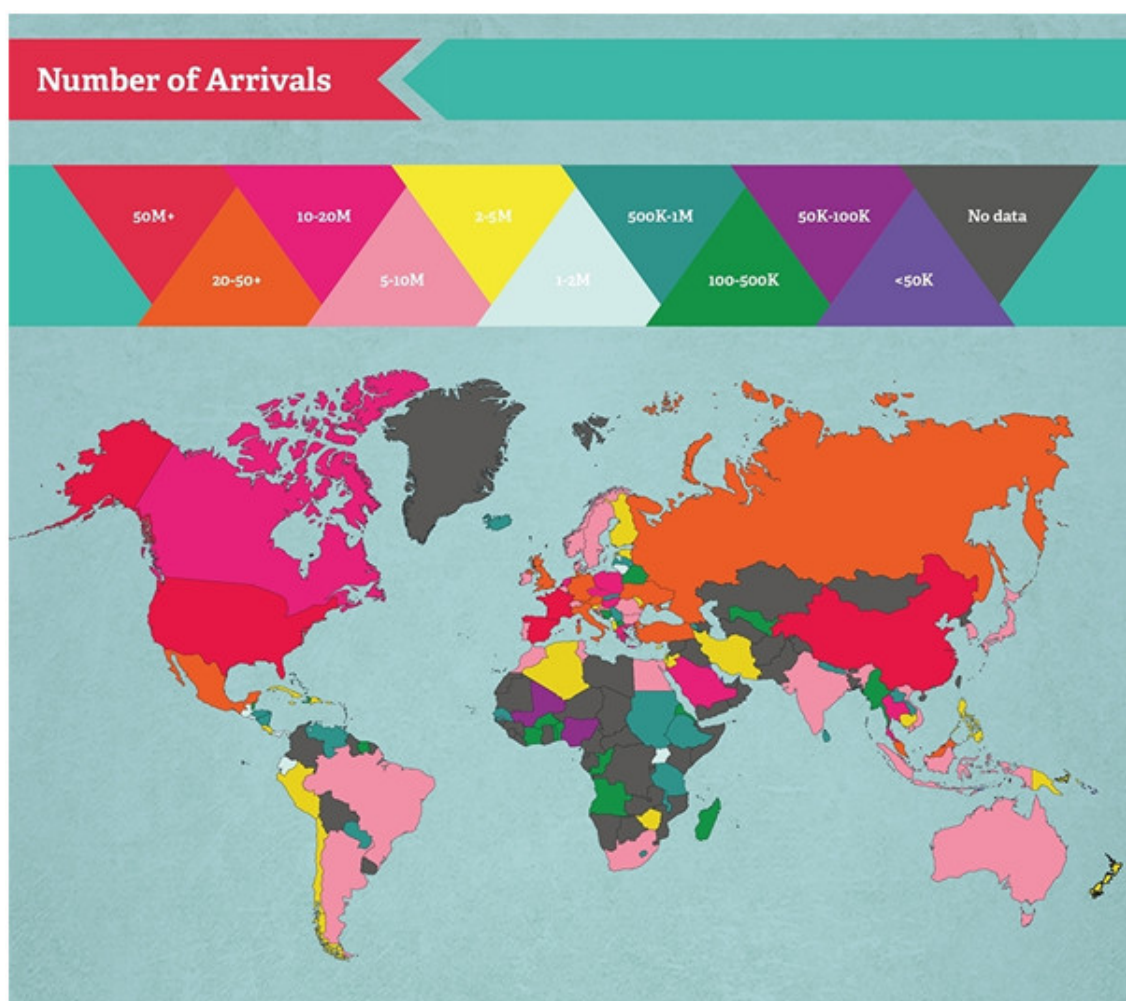 Number of Arrivals
50M+
10-20M
2-5M
500K-1M
50K-100K
No data
20-50+
5-10M
1-2M
100-500K
<50K